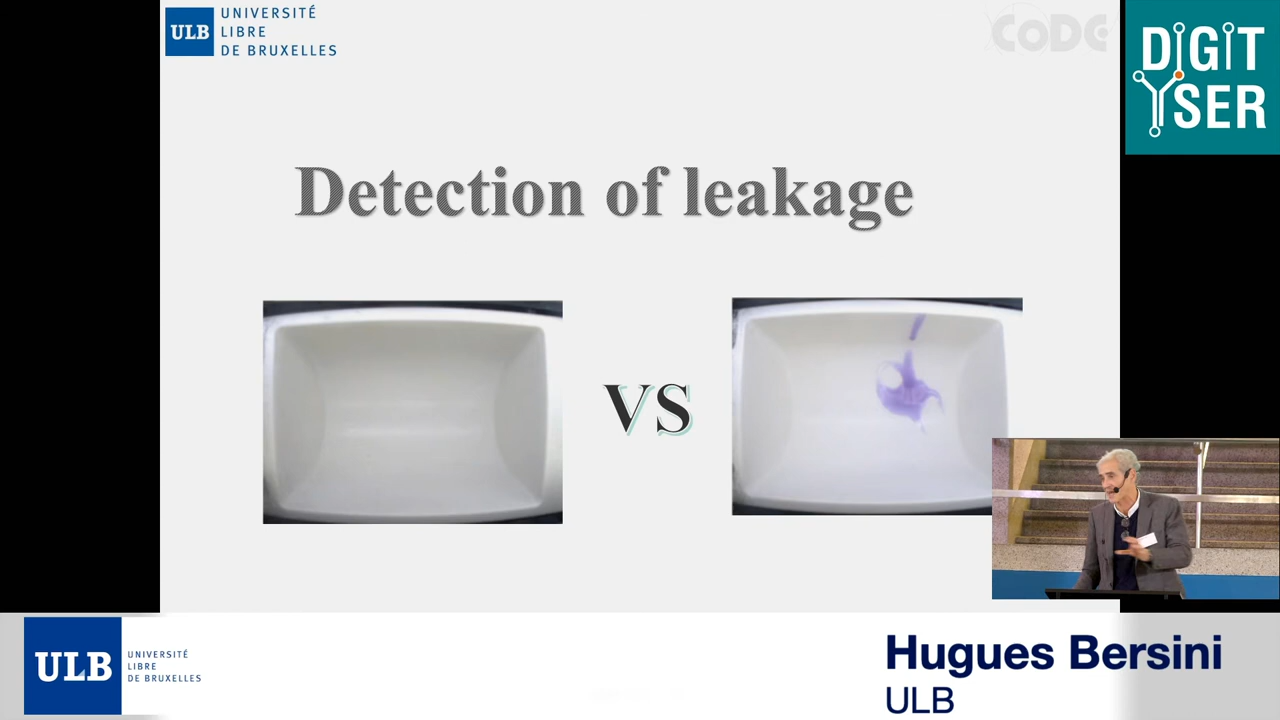 ULB
UNIVERSITÉ
LIBRE
DE BRUXELLES
CoDE
DIGIT
YSER
Detection of leakage
VS
ULB
UNIVERSITÉ
LIBRE
DE BRUXELLES
Hugues Bersini
ULB